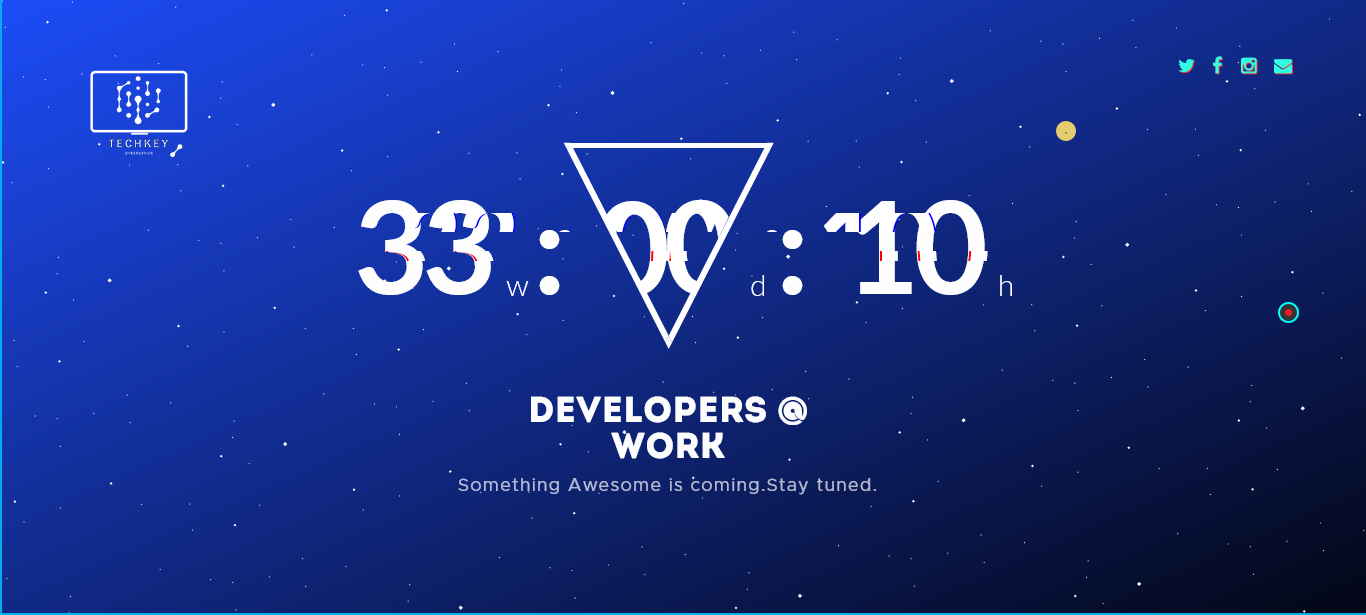 TECHKEY
33 w : 00 d : 10 h
DEVELOPERS @
WORK
Something Awesome is coming.Stay tuned.